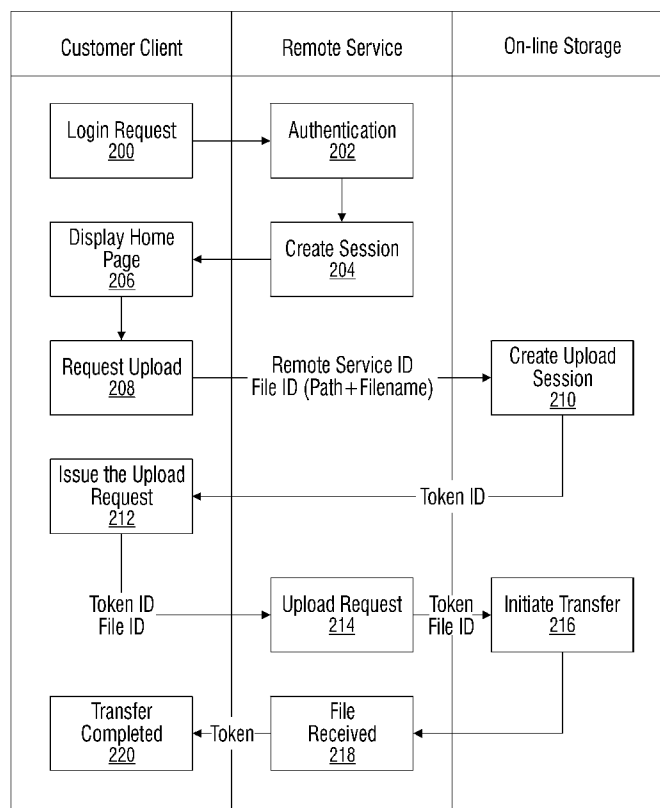 Customer Client
Remote Service
On-line Storage
Login Request
200
Authentication
202
Display Home
Page
206
Create Session
204
Request Upload
208
Remote Service ID
File ID (Path+Filename)
Create Upload
Session
210
Issue the Upload
Request
212
Token ID
Token ID
File ID
Upload Request
214
Token
File ID
Initiate Transfer
216
Transfer
Completed
220
Token
File
Received
218